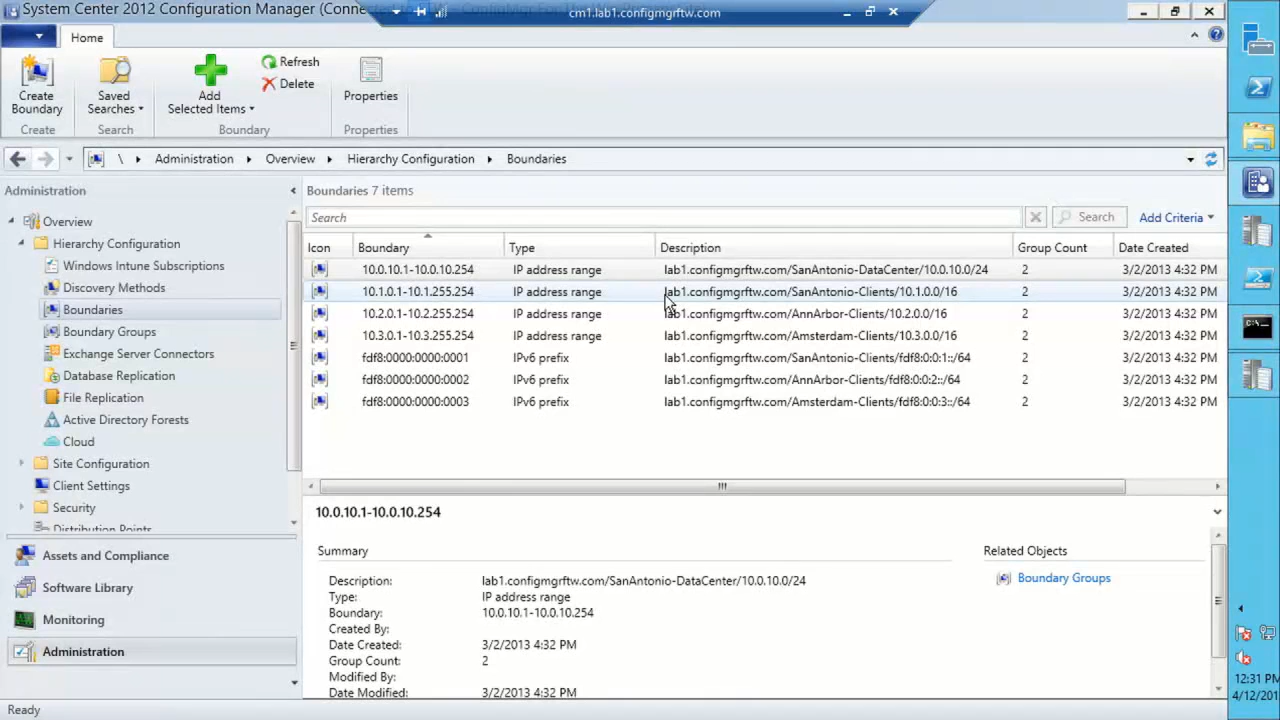 System Center 2012 Configuration Manager (Connec
cm1.lab1.configmgrftw.com
Home
Create Boundary
Saved Searches
Add Selected Items
Refresh
Delete
Properties
Create
Search
Boundary
Properties
\ Administration Overview Hierarchy Configuration Boundaries
Administration
Overview
Hierarchy Configuration
Windows Intune Subscriptions
Discovery Methods
Boundaries
Boundary Groups
Exchange Server Connectors
Database Replication
File Replication
Active Directory Forests
Cloud
Site Configuration
Client Settings
Security
Distribution Points
Assets and Compliance
Software Library
Monitoring
Administration
Boundaries 7 items
Search
Search
Add Criteria
Icon Boundary Type Description Group Count Date Created
10.0.10.1-10.0.10.254 IP address range lab1.configmgrftw.com/SanAntonio-DataCenter/10.0.10.0/24 2 3/2/2013 4:32 PM
10.1.0.1-10.1.255.254 IP address range lab1.configmgrftw.com/SanAntonio-Clients/10.1.0.0/16 2 3/2/2013 4:32 PM
10.2.0.1-10.2.255.254 IP address range lab1.configmgrftw.com/AnnArbor-Clients/10.2.0.0/16 2 3/2/2013 4:32 PM
10.3.0.1-10.3.255.254 IP address range lab1.configmgrftw.com/Amsterdam-Clients/10.3.0.0/16 2 3/2/2013 4:32 PM
fdf8:0000:0000:0001 IPv6 prefix lab1.configmgrftw.com/SanAntonio-Clients/fdf8:0:0:1::/64 2 3/2/2013 4:32 PM
fdf8:0000:0000:0002 IPv6 prefix lab1.configmgrftw.com/AnnArbor-Clients/fdf8:0:0:2::/64 2 3/2/2013 4:32 PM
fdf8:0000:0000:0003 IPv6 prefix lab1.configmgrftw.com/Amsterdam-Clients/fdf8:0:0:3::/64 2 3/2/2013 4:32 PM
10.0.10.1-10.0.10.254
Summary
Description: lab1.configmgrftw.com/SanAntonio-DataCenter/10.0.10.0/24
Type: IP address range
Boundary: 10.0.10.1-10.0.10.254
Created By:
Date Created: 3/2/2013 4:32 PM
Group Count: 2
Modified By:
Date Modified: 3/2/2013 4:32 PM
Related Objects
Boundary Groups
Ready
12:31 PM
4/12/201